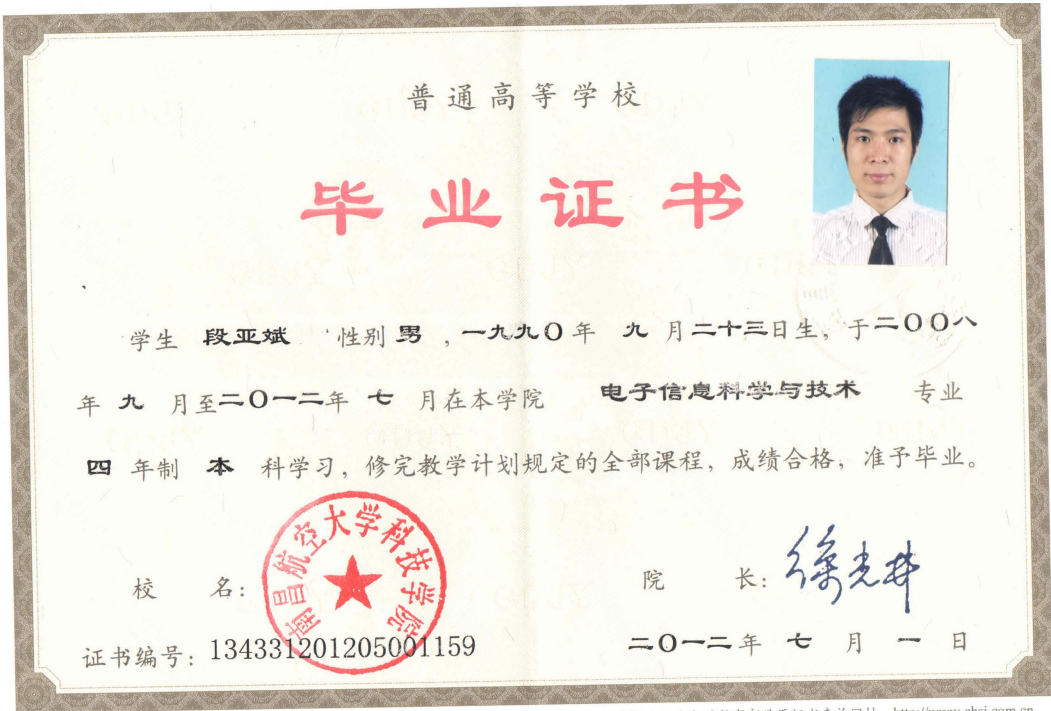 普通高等学校
毕业证书
学生 段亚斌 性别 男 ，一九九〇年 九 月二十三日生，于二〇〇八
年 九 月至二〇一二年 七 月在本学院 电子信息科学与技术 专业
四 年制 本 科学习，修完教学计划规定的全部课程，成绩合格，准予毕业。
南昌航空大学科技学院
校 名：
院 长：
证书编号：134331201205001159
二〇一二年 七 月 一 日
http://www.chsi.com.cn